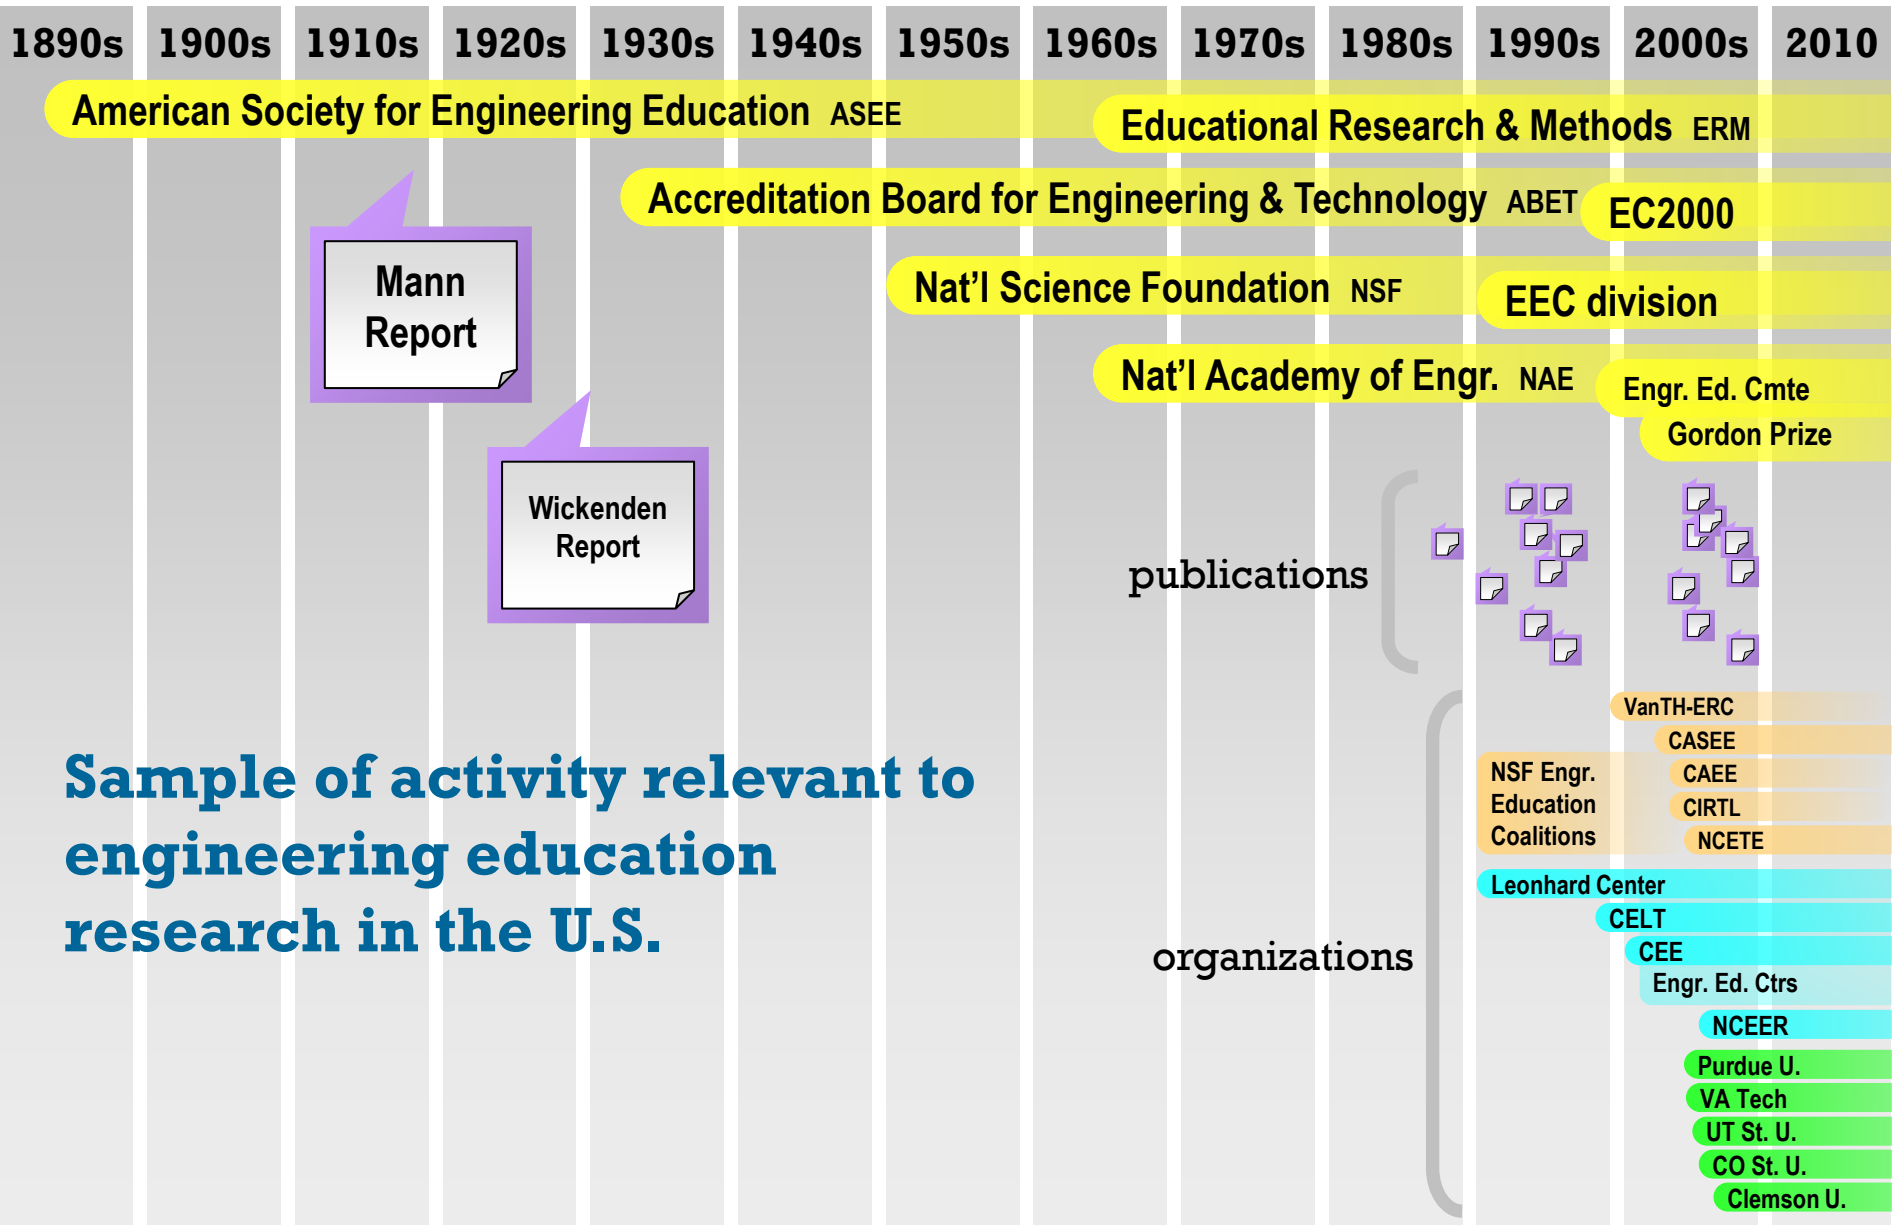 1890s 1900s 1910s 1920s 1930s 1940s 1950s 1960s 1970s 1980s 1990s 2000s 2010
American Society for Engineering Education ASEE
Educational Research & Methods ERM
Accreditation Board for Engineering & Technology ABET
EC2000
Mann
Report
Nat'l Science Foundation NSF
EEC division
Nat'l Academy of Engr. NAE
Engr. Ed. Cmte
Gordon Prize
Wickenden
Report
publications
VanTH-ERC
CASEE
NSF Engr.
Education
Coalitions
CAEE
CIRTL
NCETE
Sample of activity relevant to
engineering education
research in the U.S.
organizations
Leonhard Center
CELT
CEE
Engr. Ed. Ctrs
NCEER
Purdue U.
VA Tech
UT St. U.
CO St. U.
Clemson U.